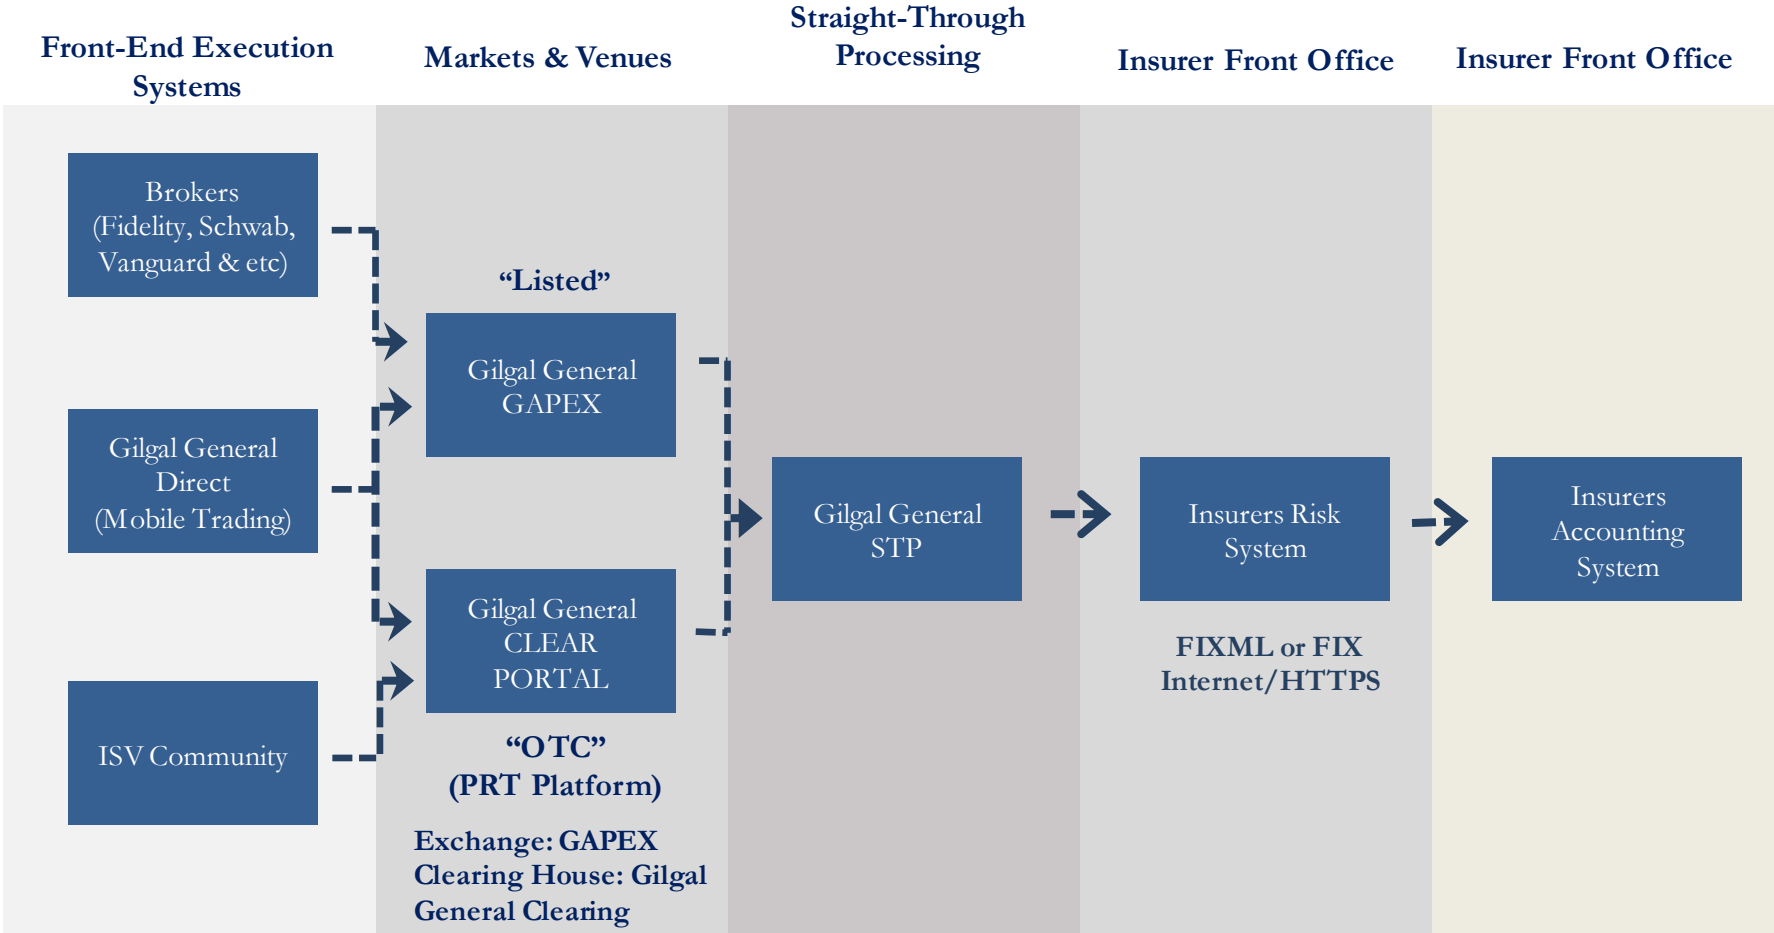 Front-End Execution
Systems
Markets & Venues
Straight-Through
Processing
Insurer Front Office
Insurer Front Office
Brokers
(Fidelity, Schwab,
Vanguard & etc)
Gilgal General
Direct
(Mobile Trading)
ISV Community
“Listed”
Gilgal General
GAPEX
Gilgal General
CLEAR
PORTAL
“OTC”
(PRT Platform)
Exchange: GAPEX
Clearing House: Gilgal
General Clearing
Gilgal General
STP
Insurers Risk
System
FIXML or FIX
Internet/HTTPS
Insurers
Accounting
System